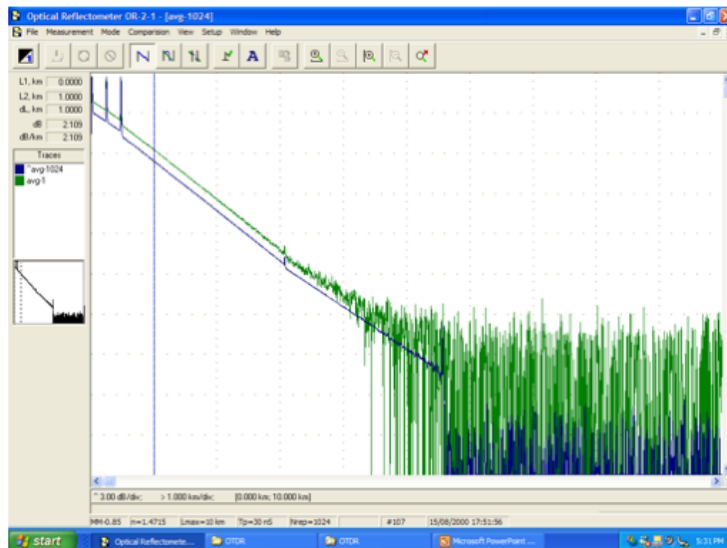 Optical Reflectometer OR-2-1 - [avg-1024]
File Measurement Mode Comparision View Setup Window Help
L1, km 0.0000
L2, km 1.0000
dL, km 1.0000
dB 2.109
dB/km 2.109
Traces
^avg-1024
avg-1
^ 3.00 dB/div; > 1.000 km/div; [0.000 km; 10.000 km]
MM-0.85 n=1.4715 Lmax=10 km Tp=30 nS Nrep=1024 #107 15/08/2000 17:51:56
start Optical Reflectomete... OTDR OTDR Microsoft PowerPoint ... 5:31 PM